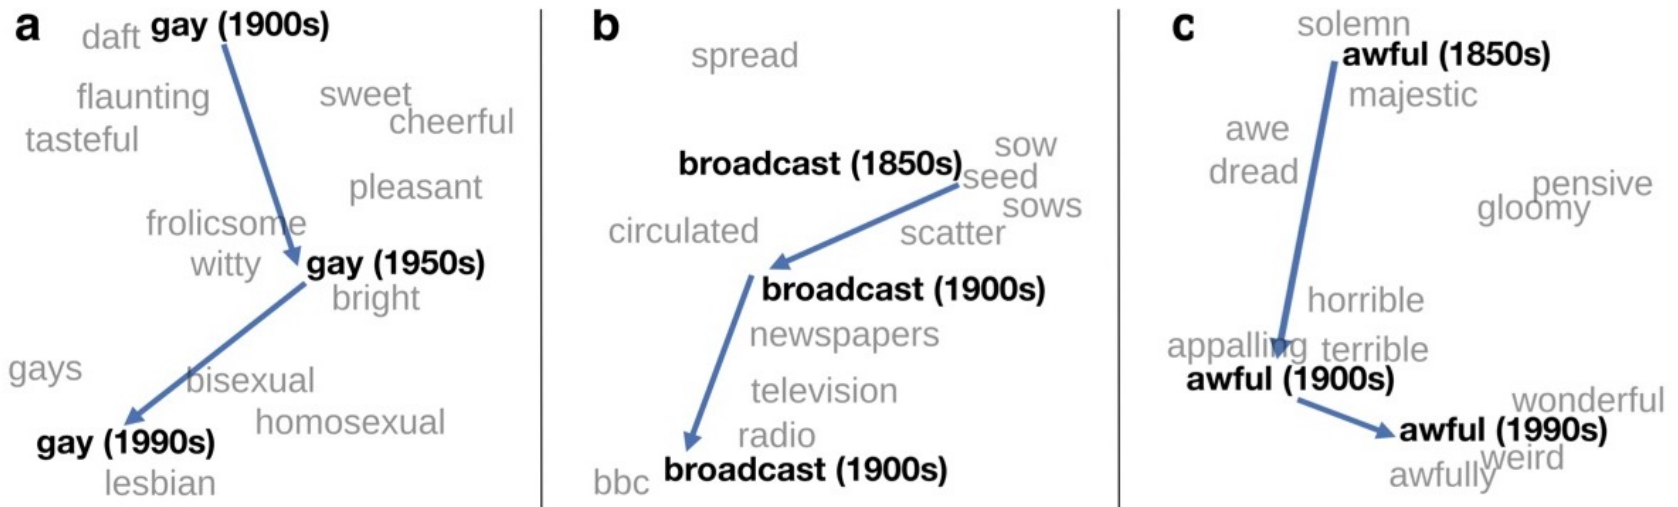 a
daft gay (1900s)
flaunting sweet
tasteful cheerful
pleasant
frolicsome
witty gay (1950s)
bright
gays bisexual
homosexual
gay (1990s)
lesbian
b
spread
sow
broadcast (1850s) seed
sows
circulated scatter
broadcast (1900s)
newspapers
television
radio
bbc broadcast (1900s)
c
solemn
awful (1850s)
majestic
awe
dread
pensive
gloomy
horrible
appalling terrible
awful (1900s)
wonderful
awful (1990s)
weird
awfully